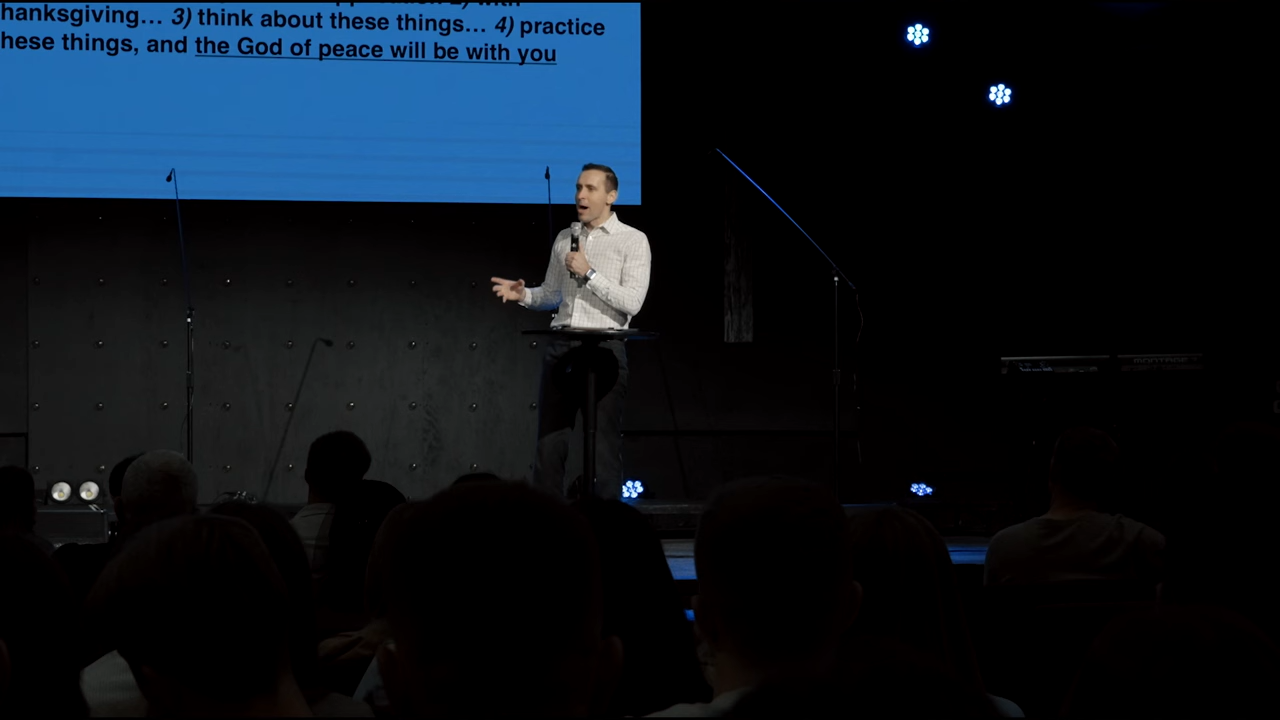 hanksgiving... 3) think about these things... 4) practice
hese things, and the God of peace will be with you